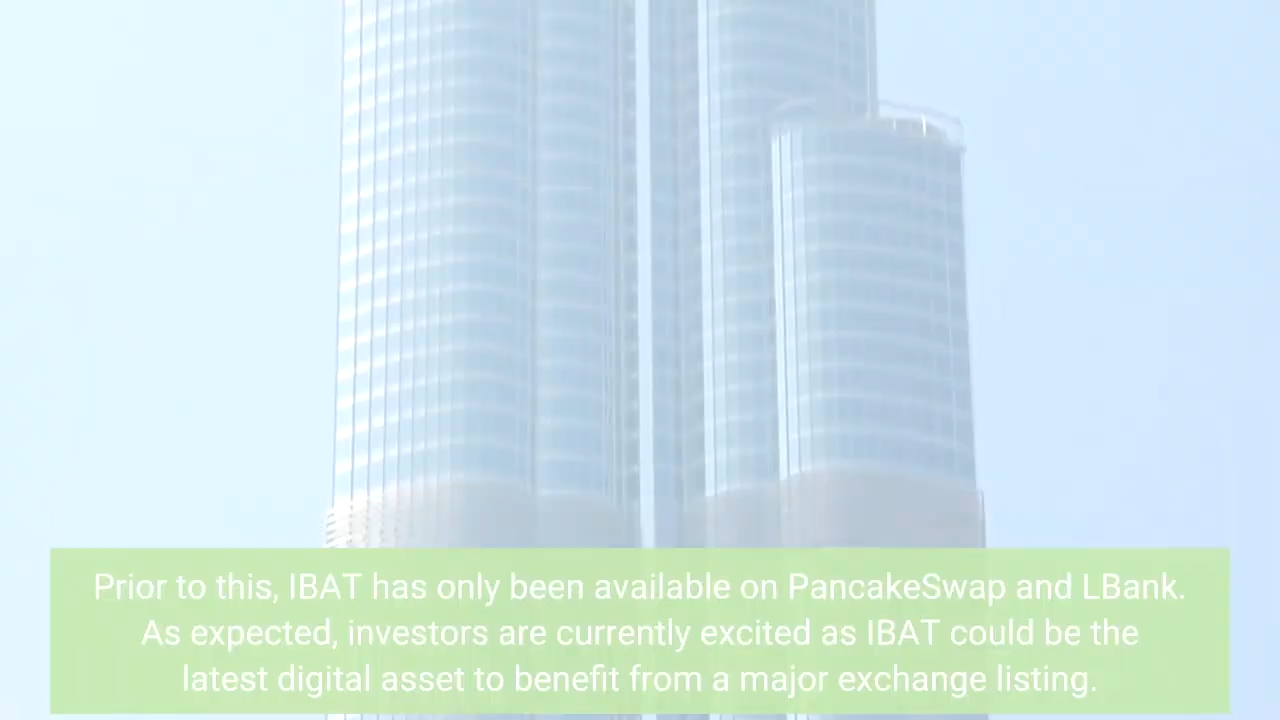 Prior to this, IBAT has only been available on PancakeSwap and LBank.
As expected, investors are currently excited as IBAT could be the
latest digital asset to benefit from a major exchange listing.